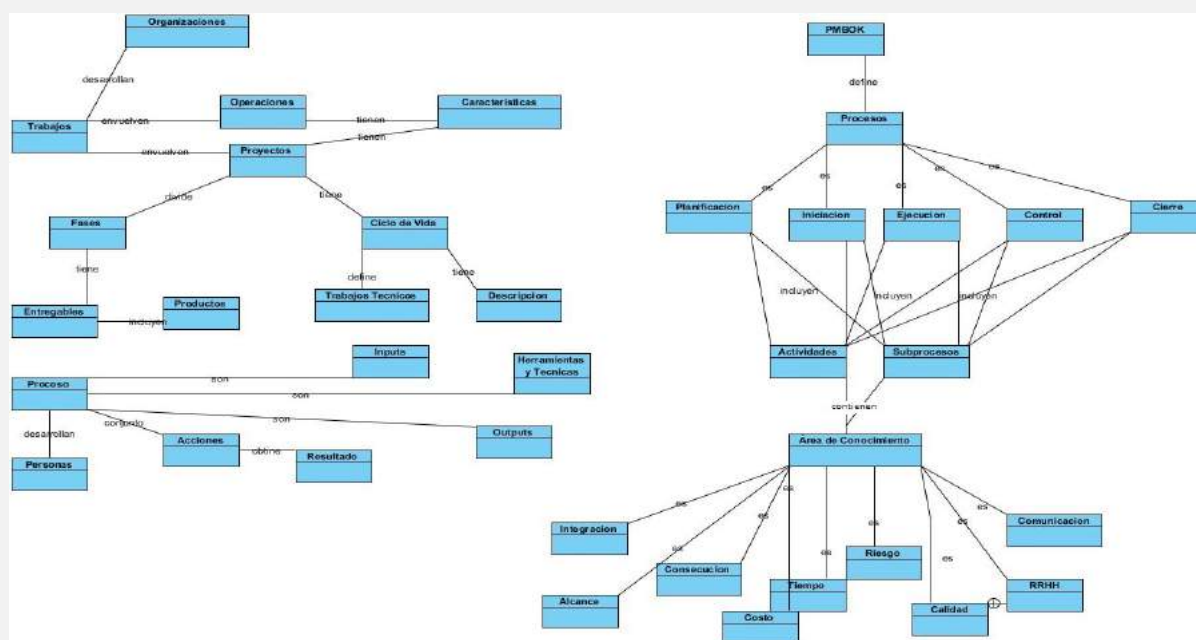 Organizaciones
PMBOK
desarrollan
define
Operaciones
Caracteristicas
Trabajos
envuelven
tienen
Procesos
envuelven
Proyectos
tienen
divide
tiene
es
es
es
es
es
Planificacion
Iniciacion
Ejecucion
Control
Cierre
Fases
Ciclo de Vida
tiene
define
tiene
Entregables
Productos
incluyen
Trabajos Tecnicos
Descripcion
incluyen
incluyen
incluyen
Actividades
Subprocesos
Inputs
Herramientas
y Tecnicas
Proceso
son
son
son
desarrollan
conjunto
contienen
Personas
Acciones
obtine
Resultado
Outputs
Area de Conocimiento
es
es
es
es
es
es
es
es
es
Integracion
Consecucion
Riesgo
Comunicacion
Alcance
Tiempo
RRHH
Costo
Calidad